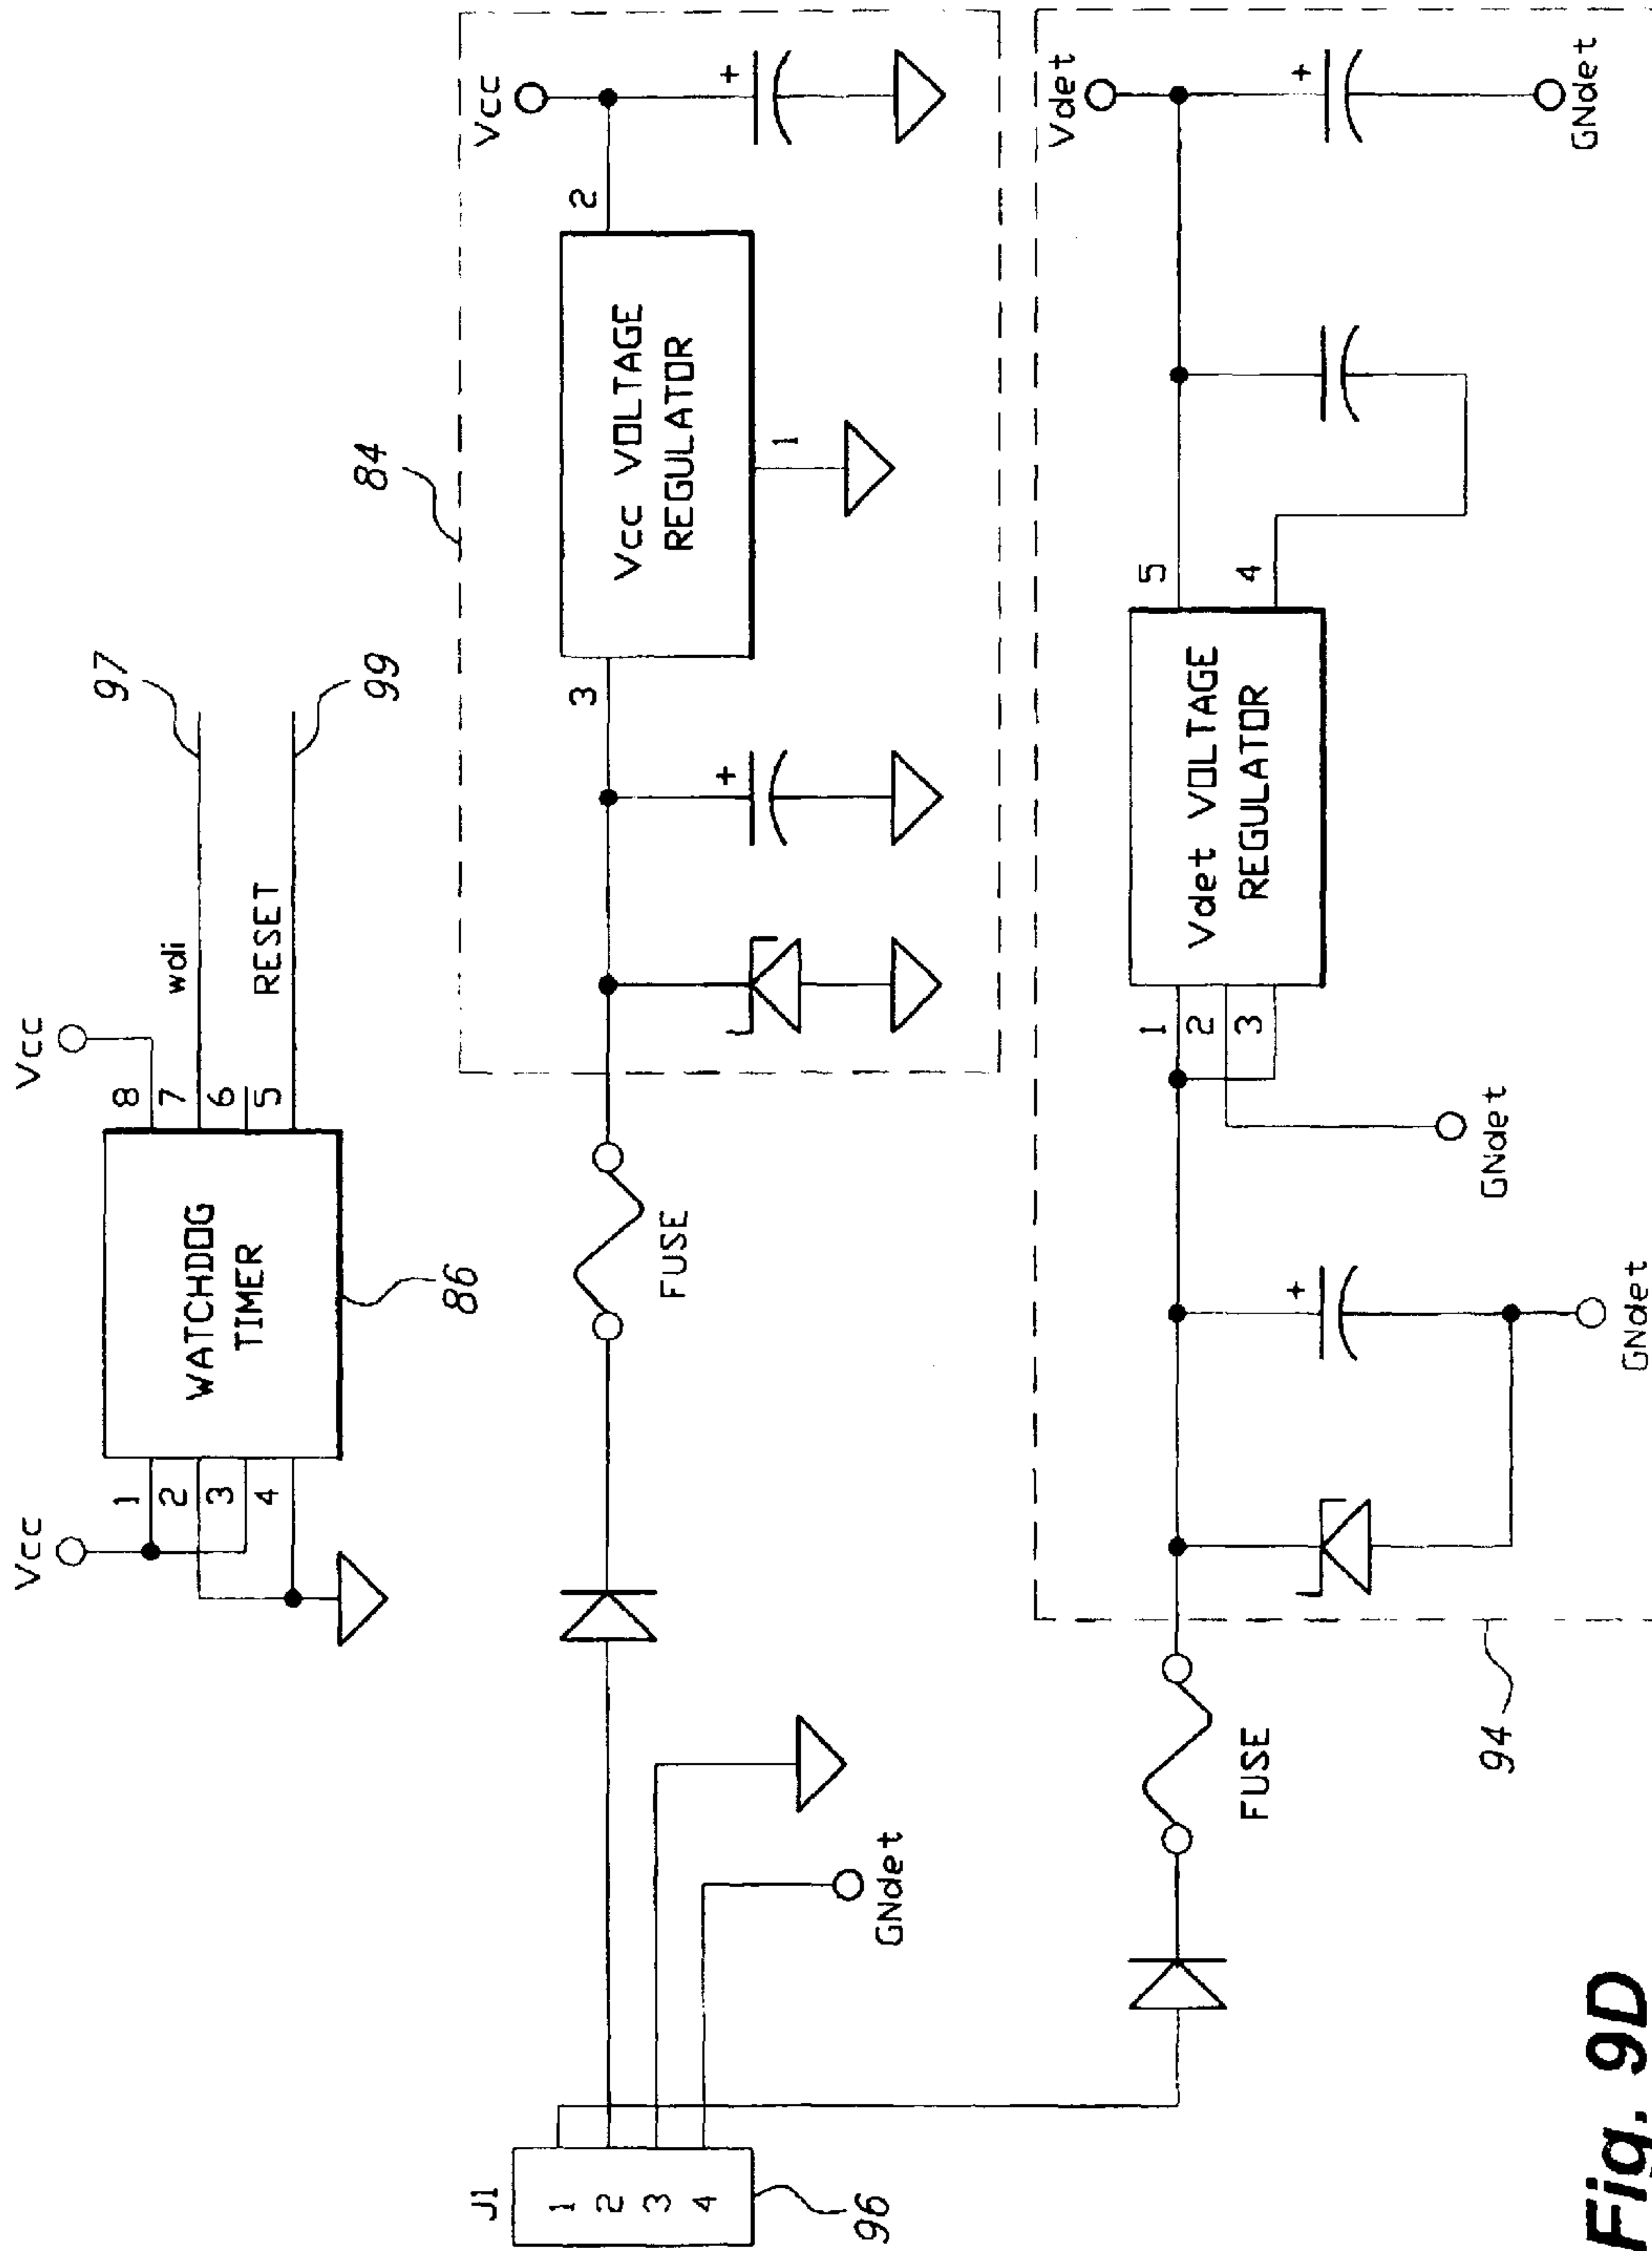 Vcc
1
2
3
4
WATCHDOG
TIMER
86
Vcc
8
7
6
5
wdi
RESET
97
99
J1
1
2
3
4
96
GNdet
FUSE
84
3
Vcc VOLTAGE
REGULATOR
1
2
Vcc
+
+
FUSE
94
+
GNdet
GNdet
1
2
3
Vdet VOLTAGE
REGULATOR
5
4
Vdet
+
GNdet
Fig. 9D